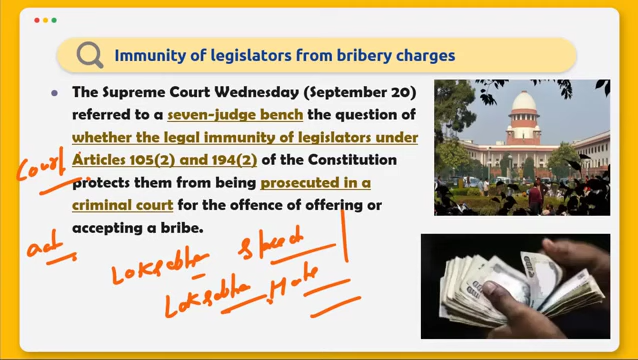 Immunity of legislators from bribery charges
The Supreme Court Wednesday (September 20)
referred to a seven-judge bench the question of
whether the legal immunity of legislators under
Articles 105(2) and 194(2) of the Constitution
protects them from being prosecuted in a
criminal court for the offence of offering or
accepting a bribe.
Court
act
Loksabha Speech
Loksabha